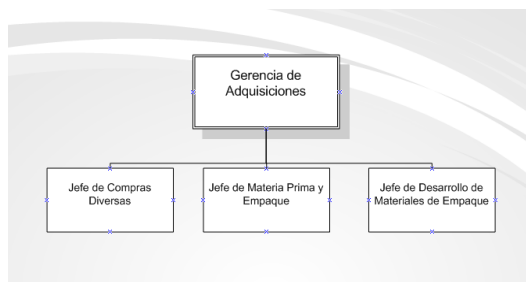 Gerencia de
Adquisiciones
Jefe de Compras
Diversas
Jefe de Materia Prima y
Empaque
Jefe de Desarrollo de
Materiales de Empaque